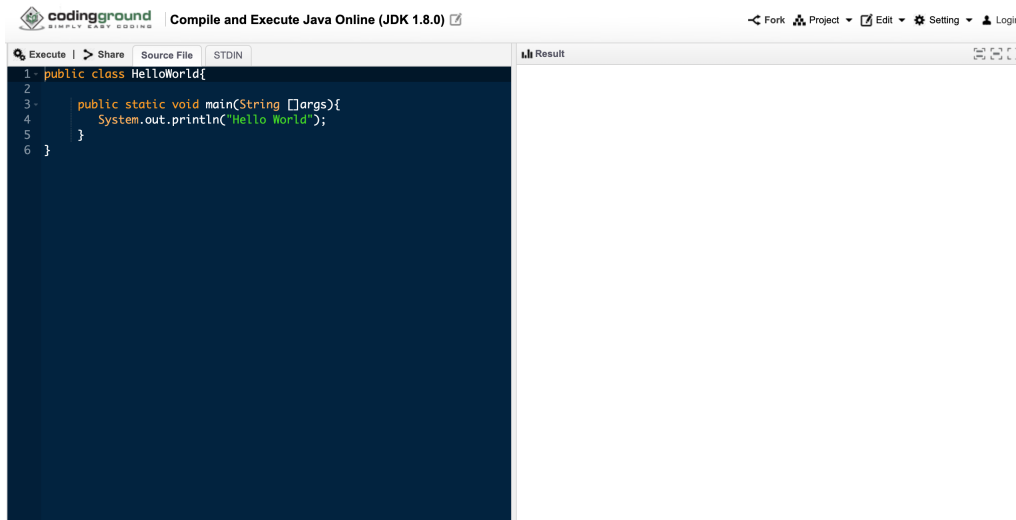 codingground
SIMPLY EASY CODING
Compile and Execute Java Online (JDK 1.8.0)
Fork Project Edit Setting Login
Execute | Share Source File STDIN
Result
1 public class HelloWorld{
2
3 public static void main(String []args){
4 System.out.println("Hello World");
5 }
6 }